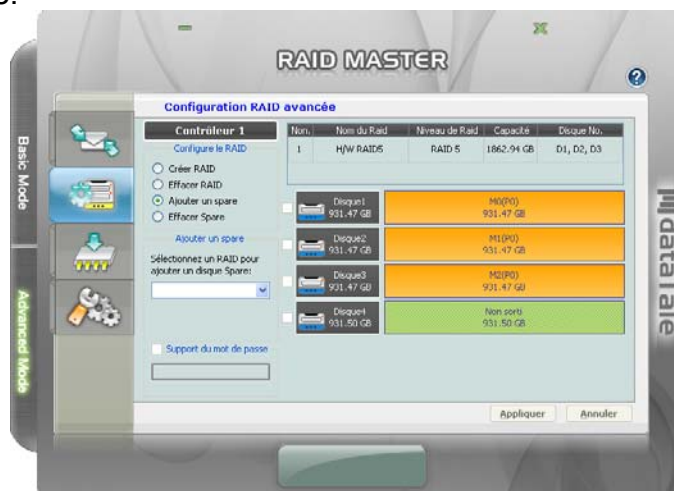 RAID MASTER
?
Configuration RAID avancée
Basic Mode
Advanced Mode
Contrôleur 1
Configure le RAID
Créer RAID
Effacer RAID
Ajouter un spare
Effacer Spare
Ajouter un spare
Sélectionnez un RAID pour
ajouter un disque Spare:
Support du mot de passe
Non. Nom du Raid Niveau de Raid Capacité Disque No.
1 H/W RAID5 RAID 5 1862.94 GB D1, D2, D3
Disque1
931.47 GB
M0(P0)
931.47 GB
Disque2
931.47 GB
M1(P0)
931.47 GB
Disque3
931.47 GB
M2(P0)
931.47 GB
Disque4
931.50 GB
Non sorti
931.50 GB
Appliquer Annuler
dataTale